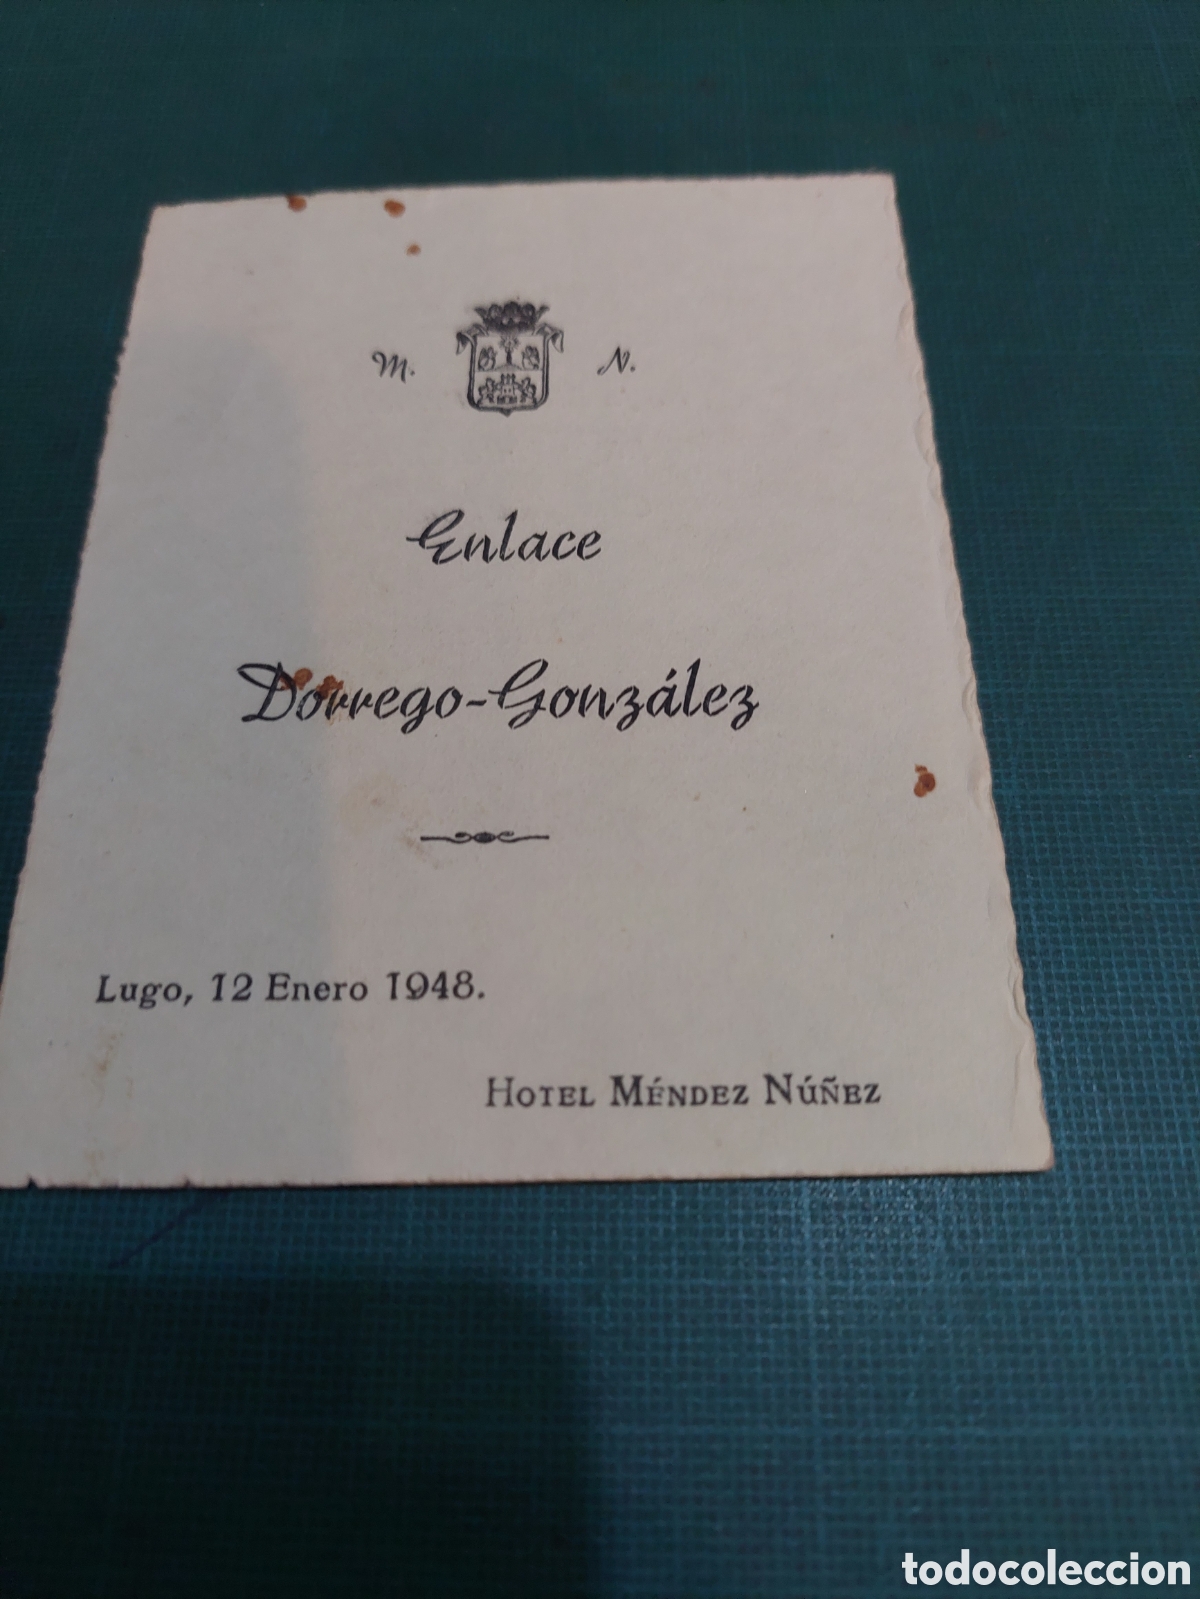 M. N.
Enlace
Dorrego-González
Lugo, 12 Enero 1948.
Hotel Méndez Núñez
todocoleccion